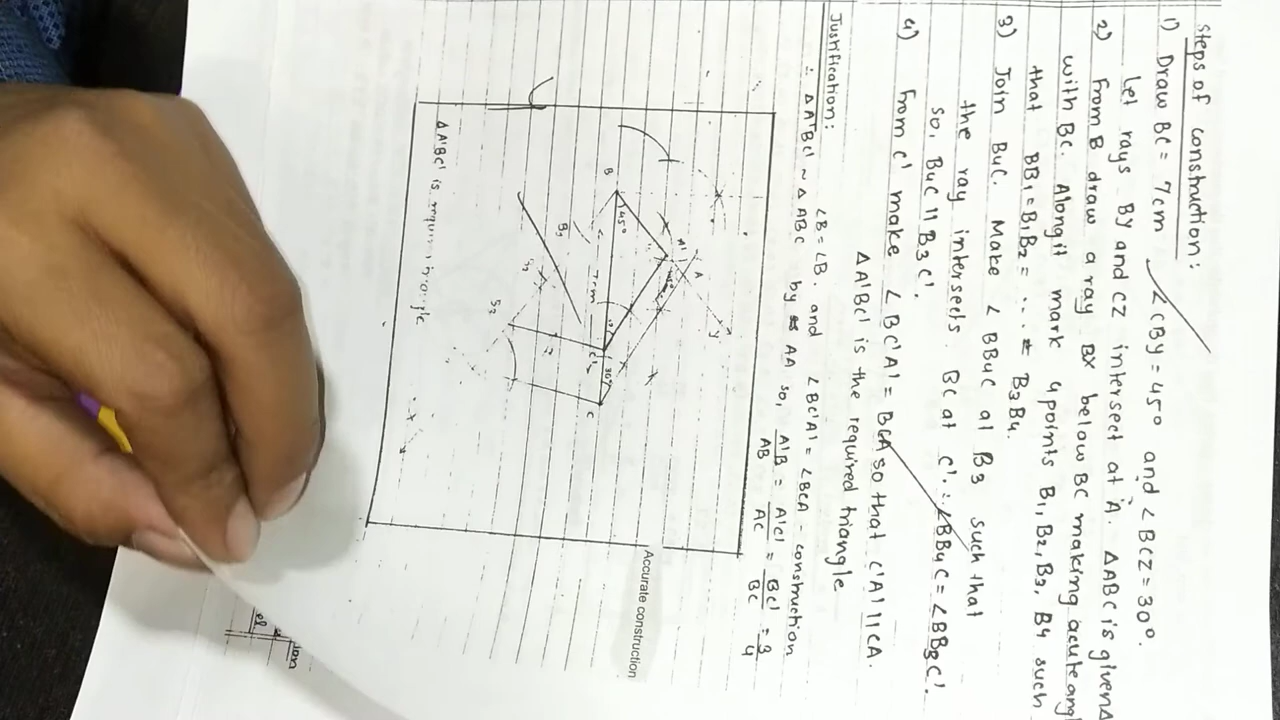 steps of construction:
1) Draw BC = 7cm ∠CBy = 45° and ∠BCZ = 30°.
Let rays By and CZ intersect at A. ΔABC is given Δ
2) From B draw a ray BX below BC making acute angl
with BC. Along it mark 4 points B1, B2, B3, B4 such
that BB1 = B1B2 = .... = B3B4.
3) Join B4C. Make ∠BB4C at B3 such that
the ray intersects BC at C'. ∴ ∠BB4C = ∠BB3C'.
so, B4C || B3C'.
4) From C' make ∠BC'A' = BCA so that C'A' || CA.
ΔA'BC' is the required triangle
Justification:
∠B = ∠B. and ∠BC'A' = ∠BCA - construction
∴ ΔA'BC' ~ ΔABC by AA so, A'B/AB = A'C'/AC = BC'/BC = 3/4
Accurate construction
y
A
A'
B
45°
7cm
C'
30°
C
B1
ΔA'BC' is